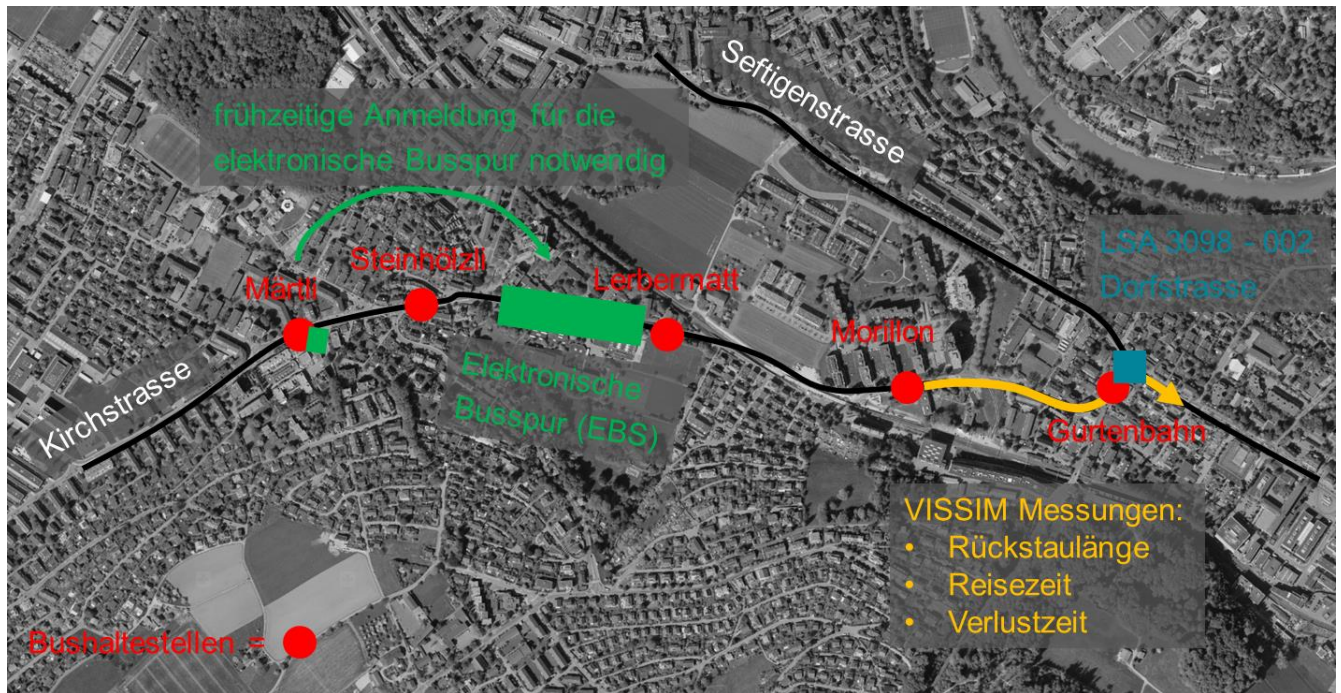 Seftigenstrasse
frühzeitige Anmeldung für die
elektronische Busspur notwendig
LSA 3098 - 002
Dorfstrasse
Steinhölzli
Märtli
Lerbermatt
Morillon
Kirchstrasse
Elektronische
Busspur (EBS)
Gurtenbahn
VISSIM Messungen:
• Rückstaulänge
• Reisezeit
• Verlustzeit
Bushaltestellen =